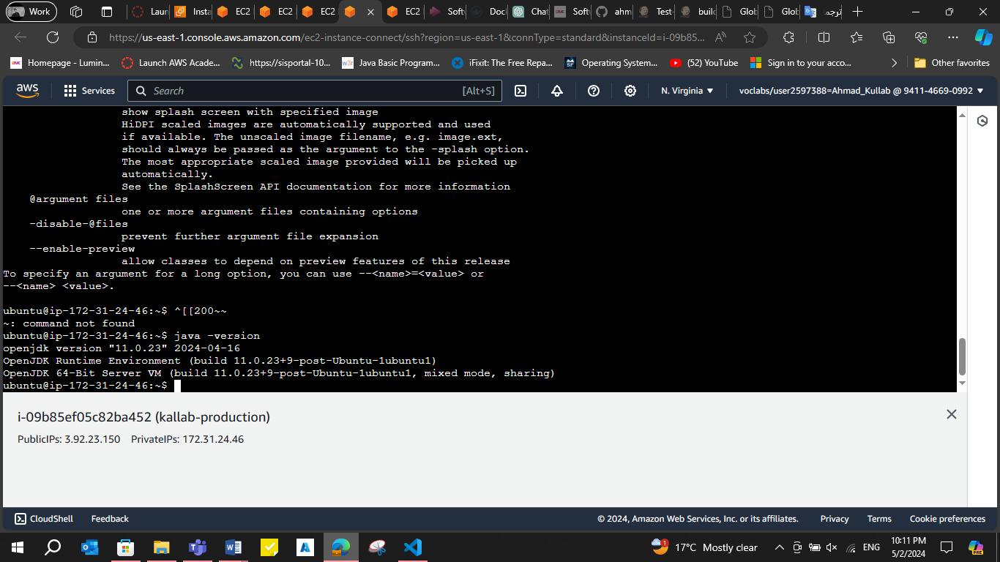 Work
Laun
Insta
EC2
EC2
EC2
EC2
Softv
Doc
Chat
Soft
ahm
Test-
build
Glob
Glob
ترجمة
https://us-east-1.console.aws.amazon.com/ec2-instance-connect/ssh?region=us-east-1&connType=standard&instanceId=i-09b85...
Homepage - Lumin...
Launch AWS Acade...
https://sisportal-10...
Java Basic Program...
iFixit: The Free Repa...
Operating System...
(52) YouTube
Sign in to your acco...
Other favorites
aws
Services
Search
[Alt+S]
N. Virginia
voclabs/user2597388=Ahmad_Kullab @ 9411-4669-0992
show splash screen with specified image
HiDPI scaled images are automatically supported and used
if available. The unscaled image filename, e.g. image.ext,
should always be passed as the argument to the -splash option.
The most appropriate scaled image provided will be picked up
automatically.
See the SplashScreen API documentation for more information
@argument files
one or more argument files containing options
-disable-@files
prevent further argument file expansion
--enable-preview
allow classes to depend on preview features of this release
To specify an argument for a long option, you can use --<name>=<value> or
--<name> <value>.
ubuntu@ip-172-31-24-46:~$ ^[[200~~
~: command not found
ubuntu@ip-172-31-24-46:~$ java -version
openjdk version "11.0.23" 2024-04-16
OpenJDK Runtime Environment (build 11.0.23+9-post-Ubuntu-1ubuntu1)
OpenJDK 64-Bit Server VM (build 11.0.23+9-post-Ubuntu-1ubuntu1, mixed mode, sharing)
ubuntu@ip-172-31-24-46:~$
i-09b85ef05c82ba452 (kallab-production)
PublicIPs: 3.92.23.150 PrivateIPs: 172.31.24.46
CloudShell
Feedback
© 2024, Amazon Web Services, Inc. or its affiliates.
Privacy
Terms
Cookie preferences
17°C Mostly clear
ENG
10:11 PM
5/2/2024